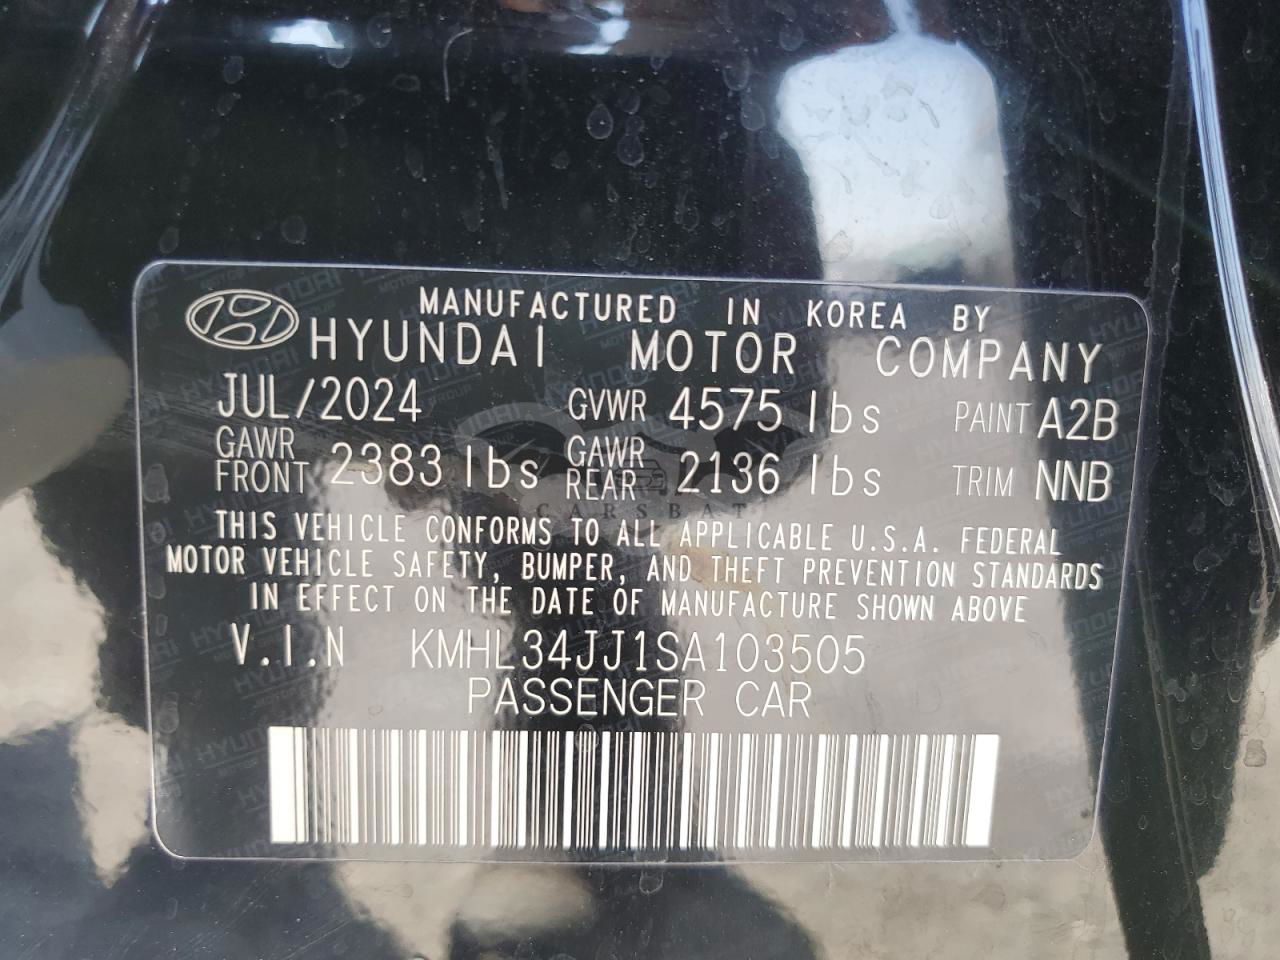 MANUFACTURED IN KOREA BY
HYUNDAI MOTOR COMPANY
JUL/2024 GVWR 4575 lbs PAINT A2B
GAWR FRONT 2383 lbs GAWR REAR 2136 lbs TRIM NNB
CARSBAT
THIS VEHICLE CONFORMS TO ALL APPLICABLE U.S.A. FEDERAL
MOTOR VEHICLE SAFETY, BUMPER, AND THEFT PREVENTION STANDARDS
IN EFFECT ON THE DATE OF MANUFACTURE SHOWN ABOVE
V.I.N KMHL34JJ1SA103505
PASSENGER CAR